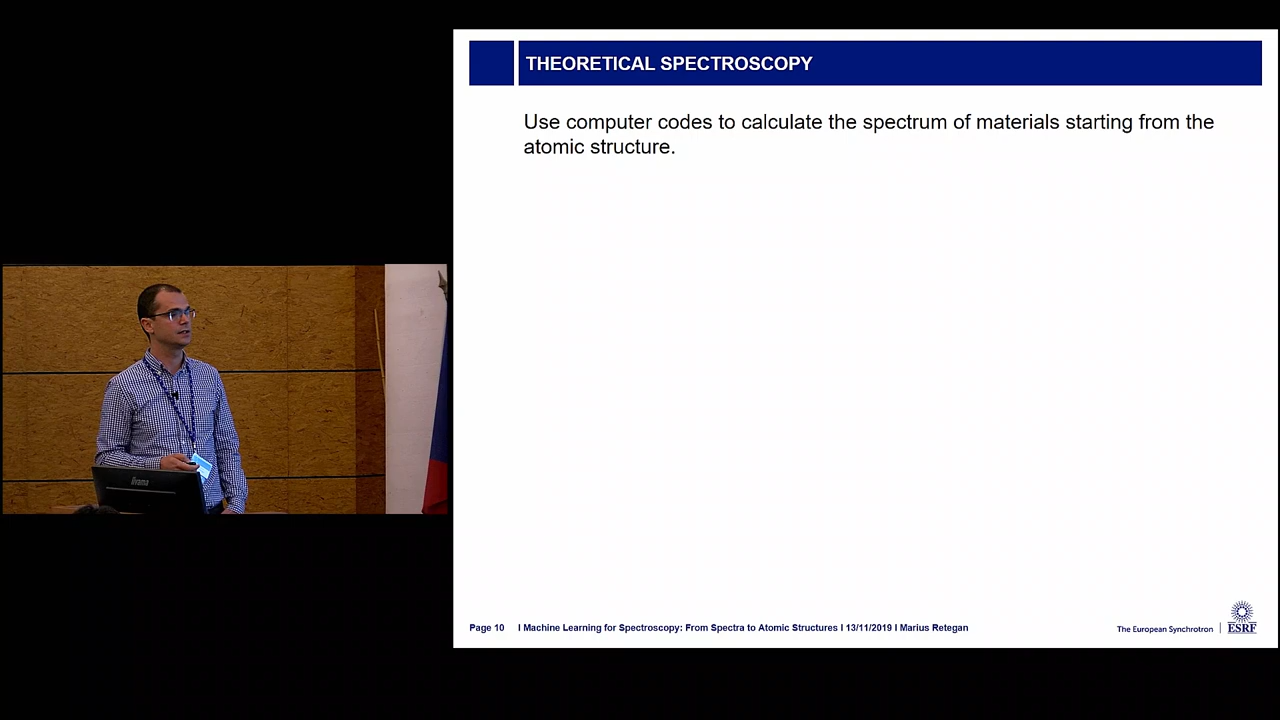 THEORETICAL SPECTROSCOPY
Use computer codes to calculate the spectrum of materials starting from the
atomic structure.
iiyama
Page 10 I Machine Learning for Spectroscopy: From Spectra to Atomic Structures I 13/11/2019 I Marius Retegan
The European Synchrotron | ESRF